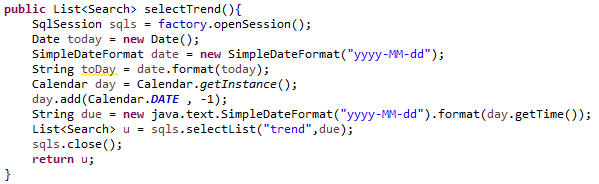 public List<Search> selectTrend(){
    SqlSession sqls = factory.openSession();
    Date today = new Date();
    SimpleDateFormat date = new SimpleDateFormat("yyyy-MM-dd");
    String toDay = date.format(today);
    Calendar day = Calendar.getInstance();
    day.add(Calendar.DATE , -1);
    String due = new java.text.SimpleDateFormat("yyyy-MM-dd").format(day.getTime());
    List<Search> u = sqls.selectList("trend",due);
    sqls.close();
    return u;
}